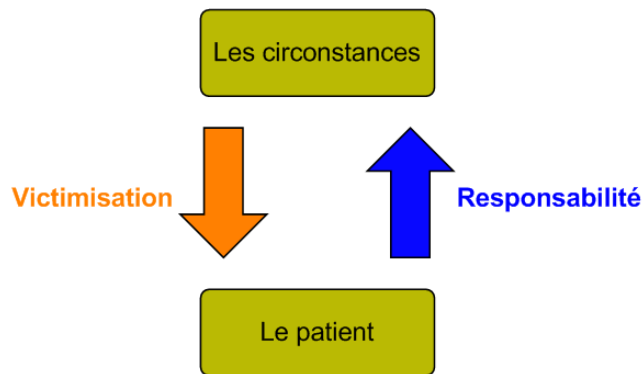 Les circonstances
Victimisation
Responsabilité
Le patient